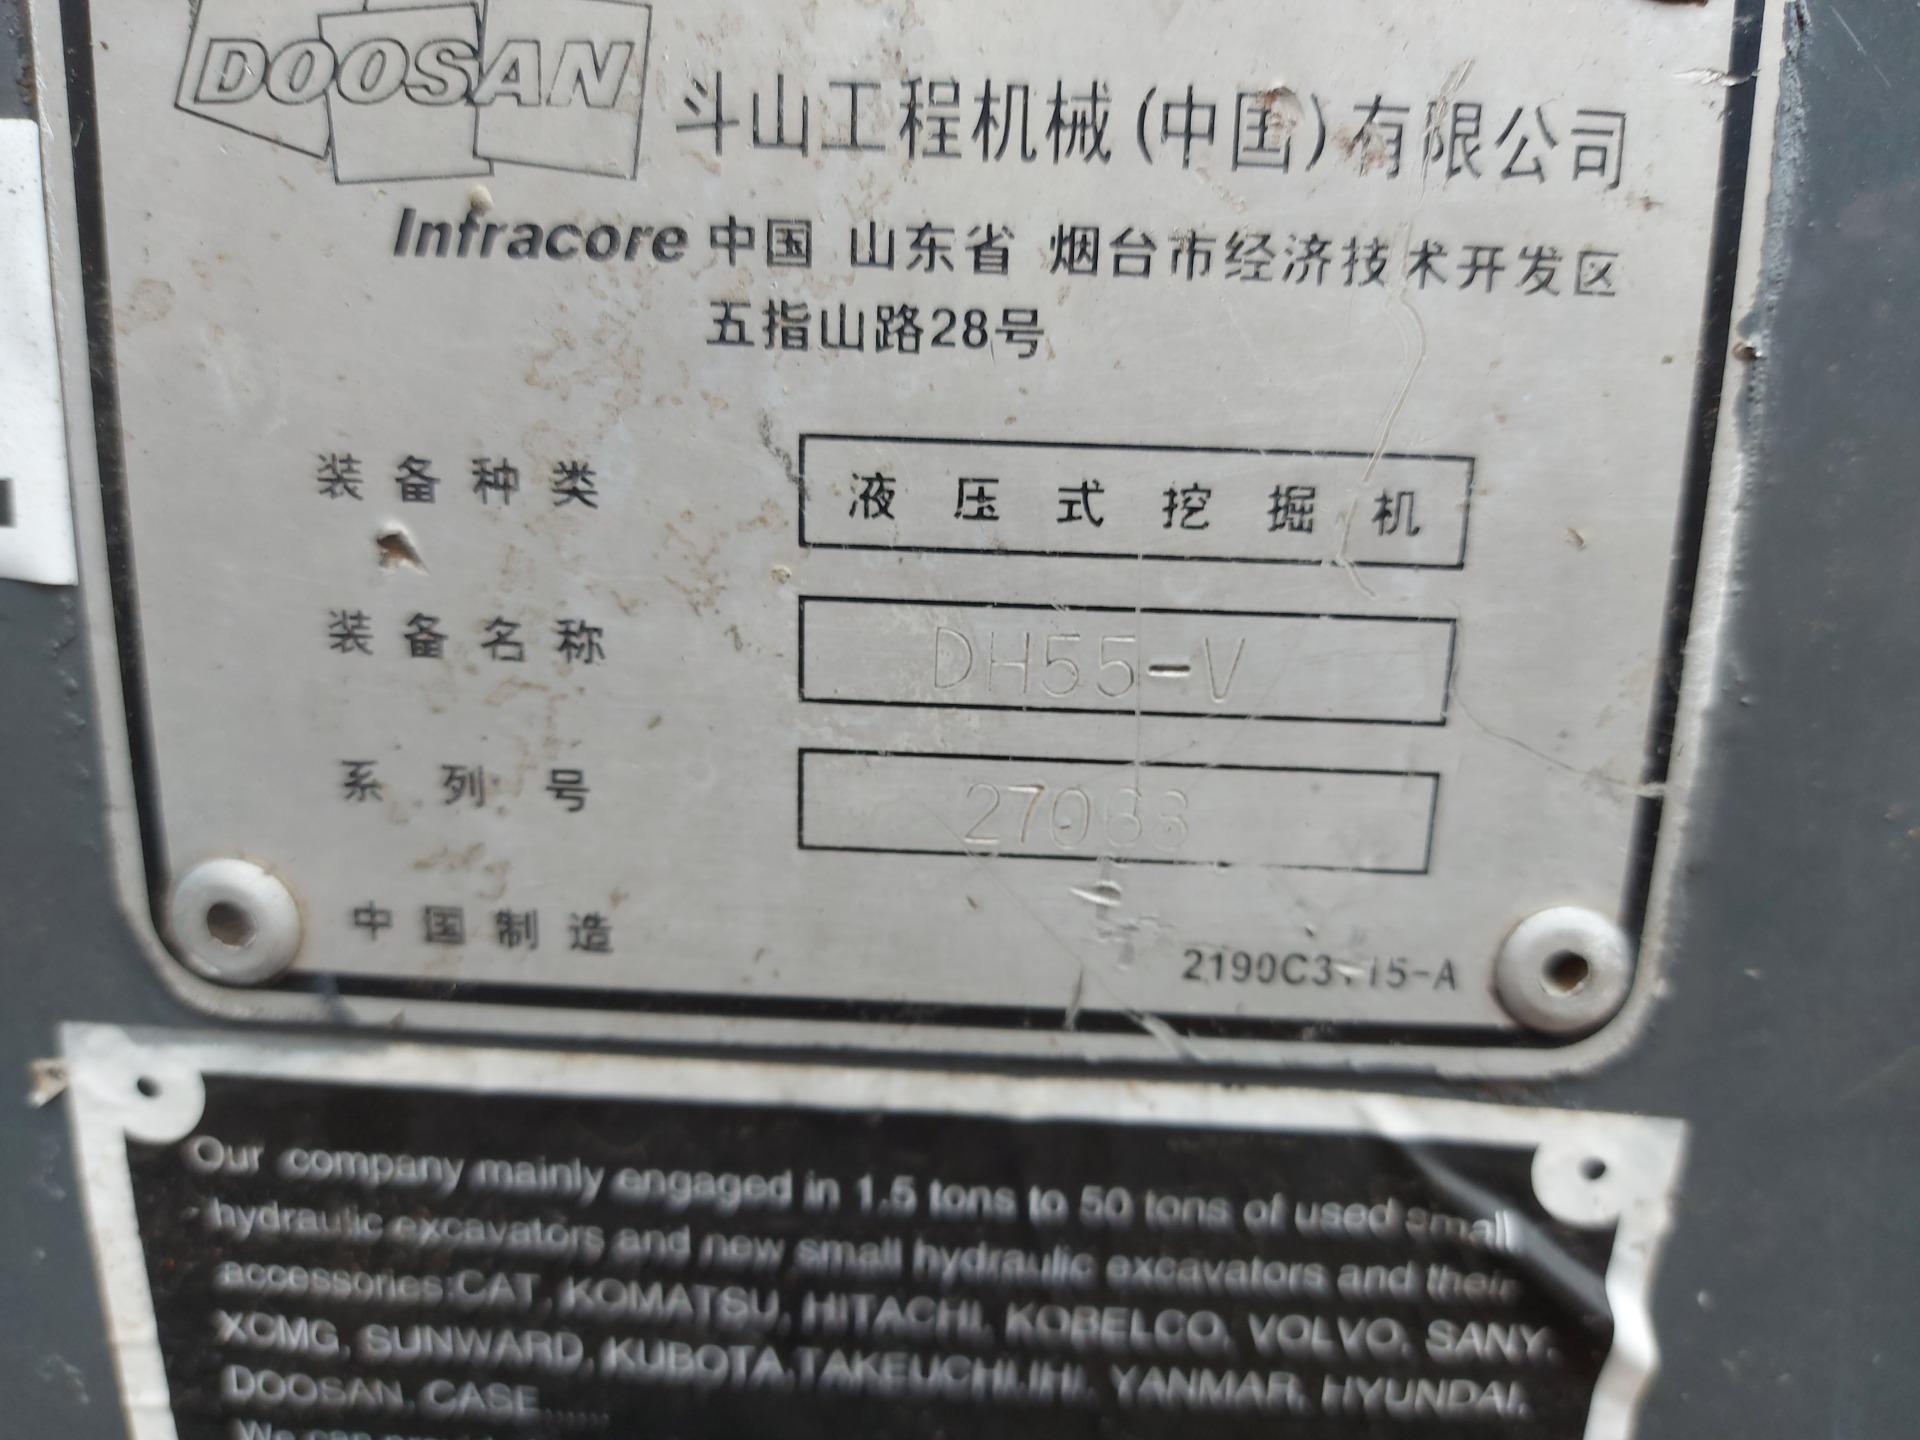 DOOSAN
斗山工程机械(中国)有限公司
Infracore 中国 山东省 烟台市经济技术开发区
五指山路28号
装备种类 液压式挖掘机
装备名称 DH55-V
系列号
中国制造
Our company mainly engaged in 1.5 tons to 50 tons of used small
hydraulic excavators and new small hydraulic excavators and their
accessories:CAT, KOMATSU, HITACHI, KOBELCO, VOLVO, SANY,
XCMG, SUNWARD, KUBOTA,TAKEUCHI,IHI, YANMAR, HYUNDAI,
DOOSAN, CASE......
We can